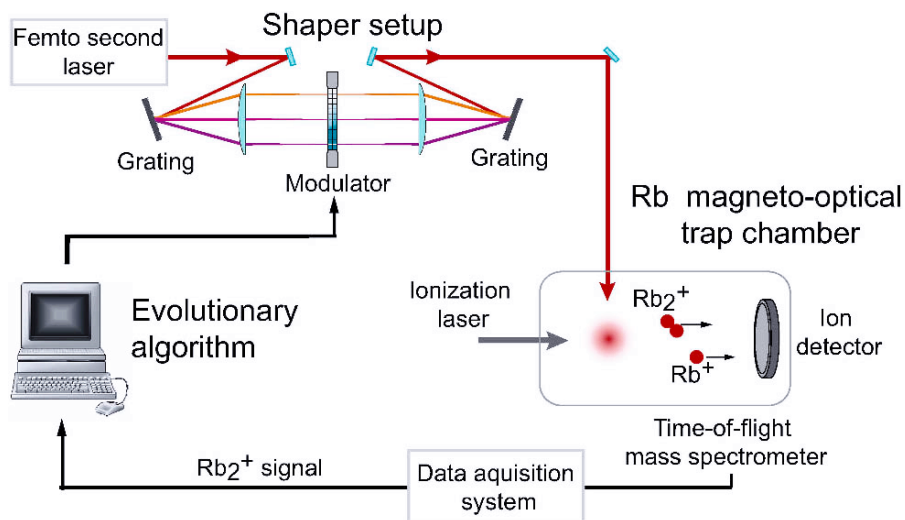 Shaper setup
Femto second
laser
Grating
Grating
Modulator
Rb magneto-optical
trap chamber
Evolutionary
algorithm
Ionization
laser
Rb2+
Rb+
Ion
detector
Time-of-flight
mass spectrometer
Rb2+ signal
Data aquisition
system